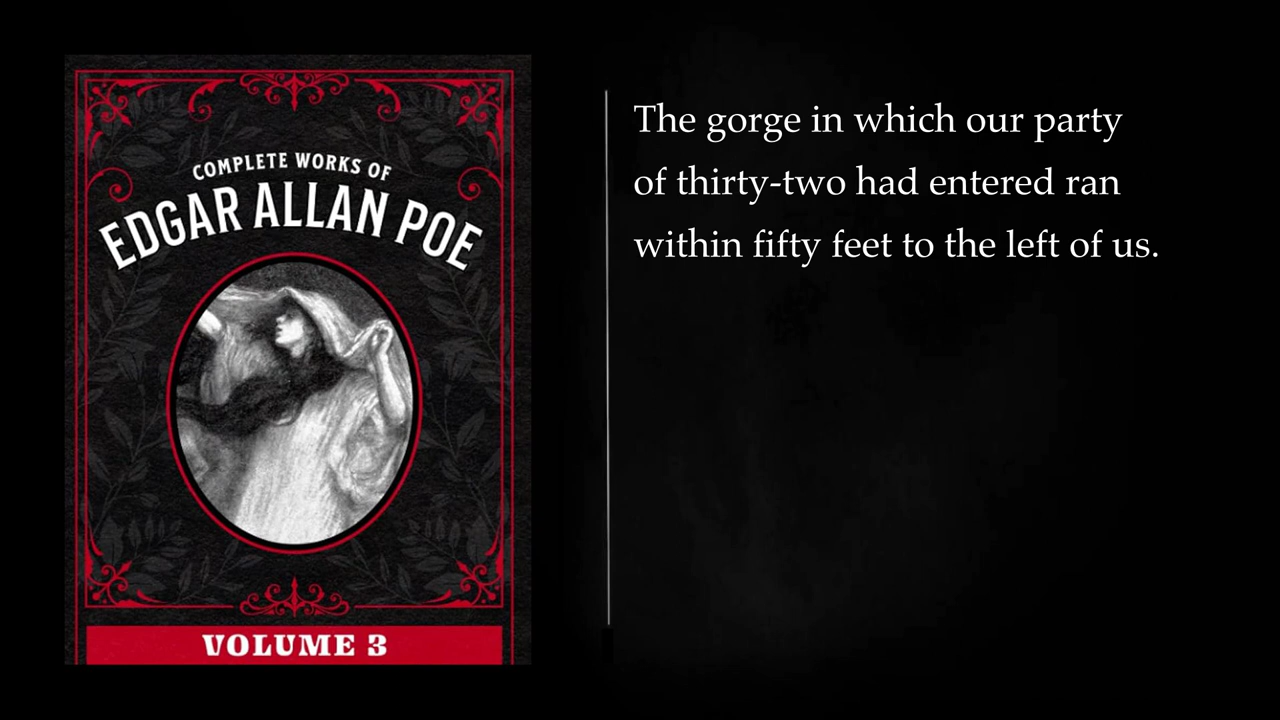 COMPLETE WORKS OF
EDGAR ALLAN POE
VOLUME 3
The gorge in which our party
of thirty-two had entered ran
within fifty feet to the left of us.